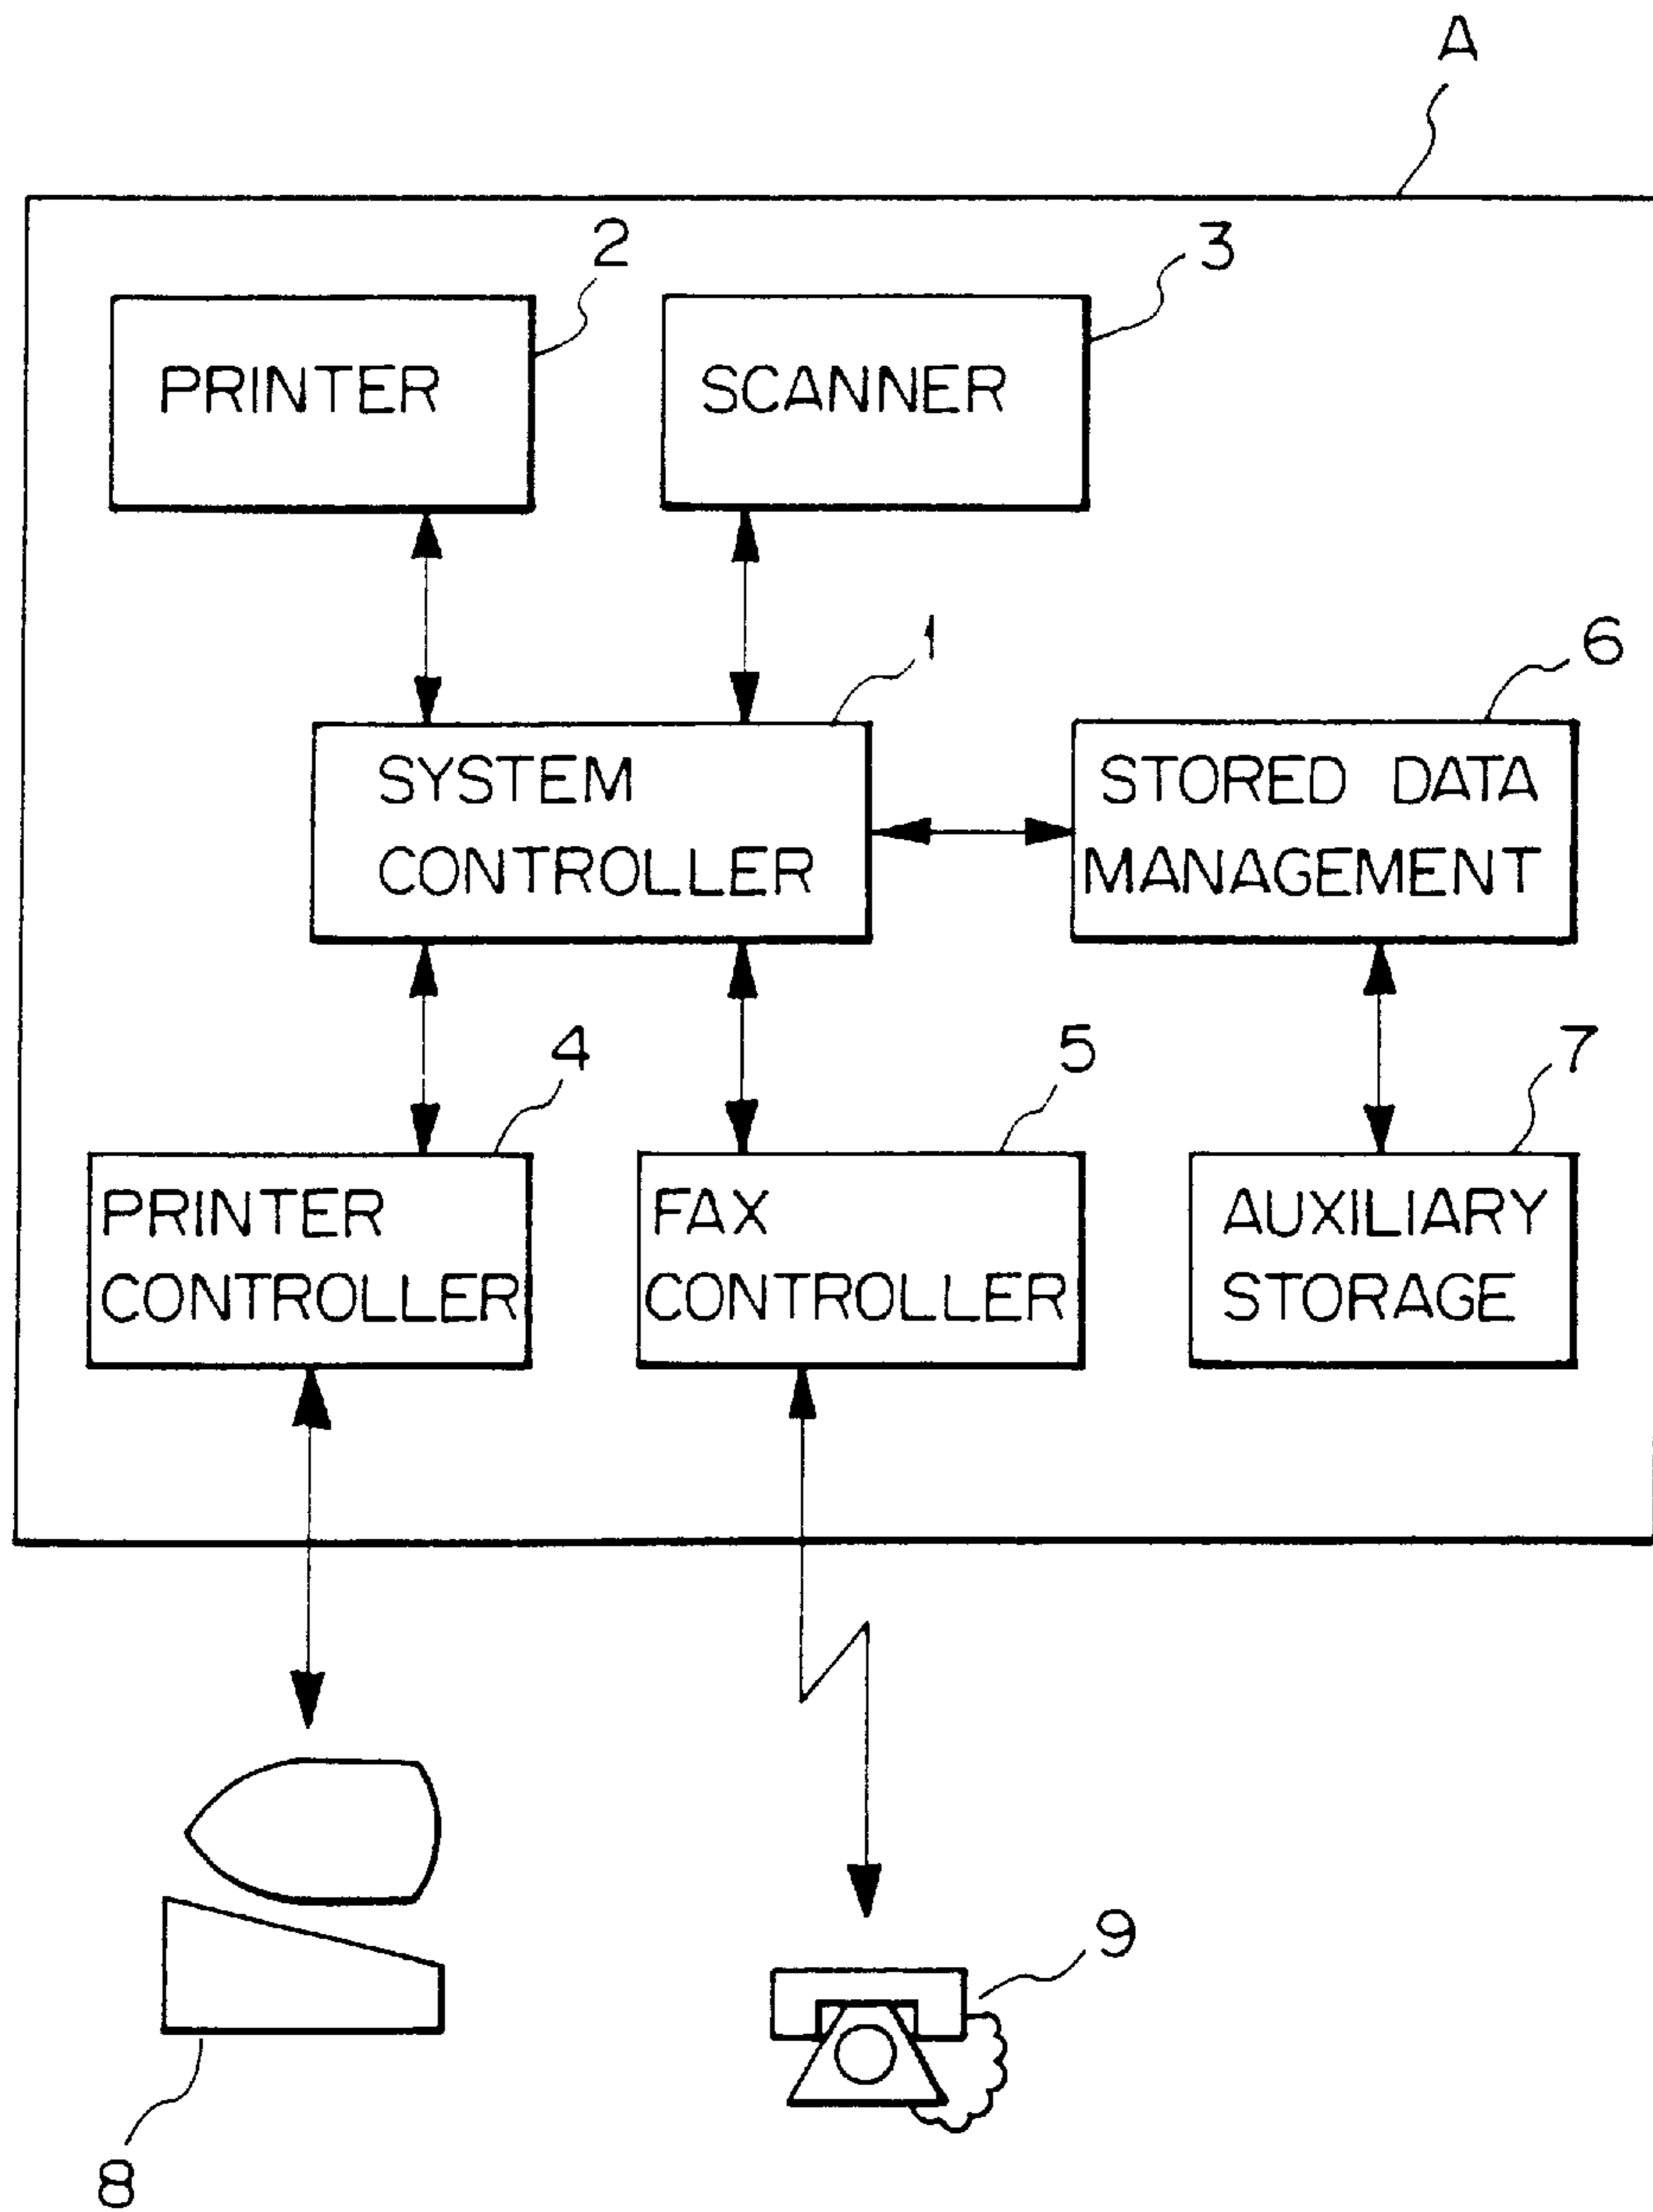 A
2
3
PRINTER
SCANNER
1
6
SYSTEM
CONTROLLER
STORED DATA
MANAGEMENT
4
5
7
PRINTER
CONTROLLER
FAX
CONTROLLER
AUXILIARY
STORAGE
9
8